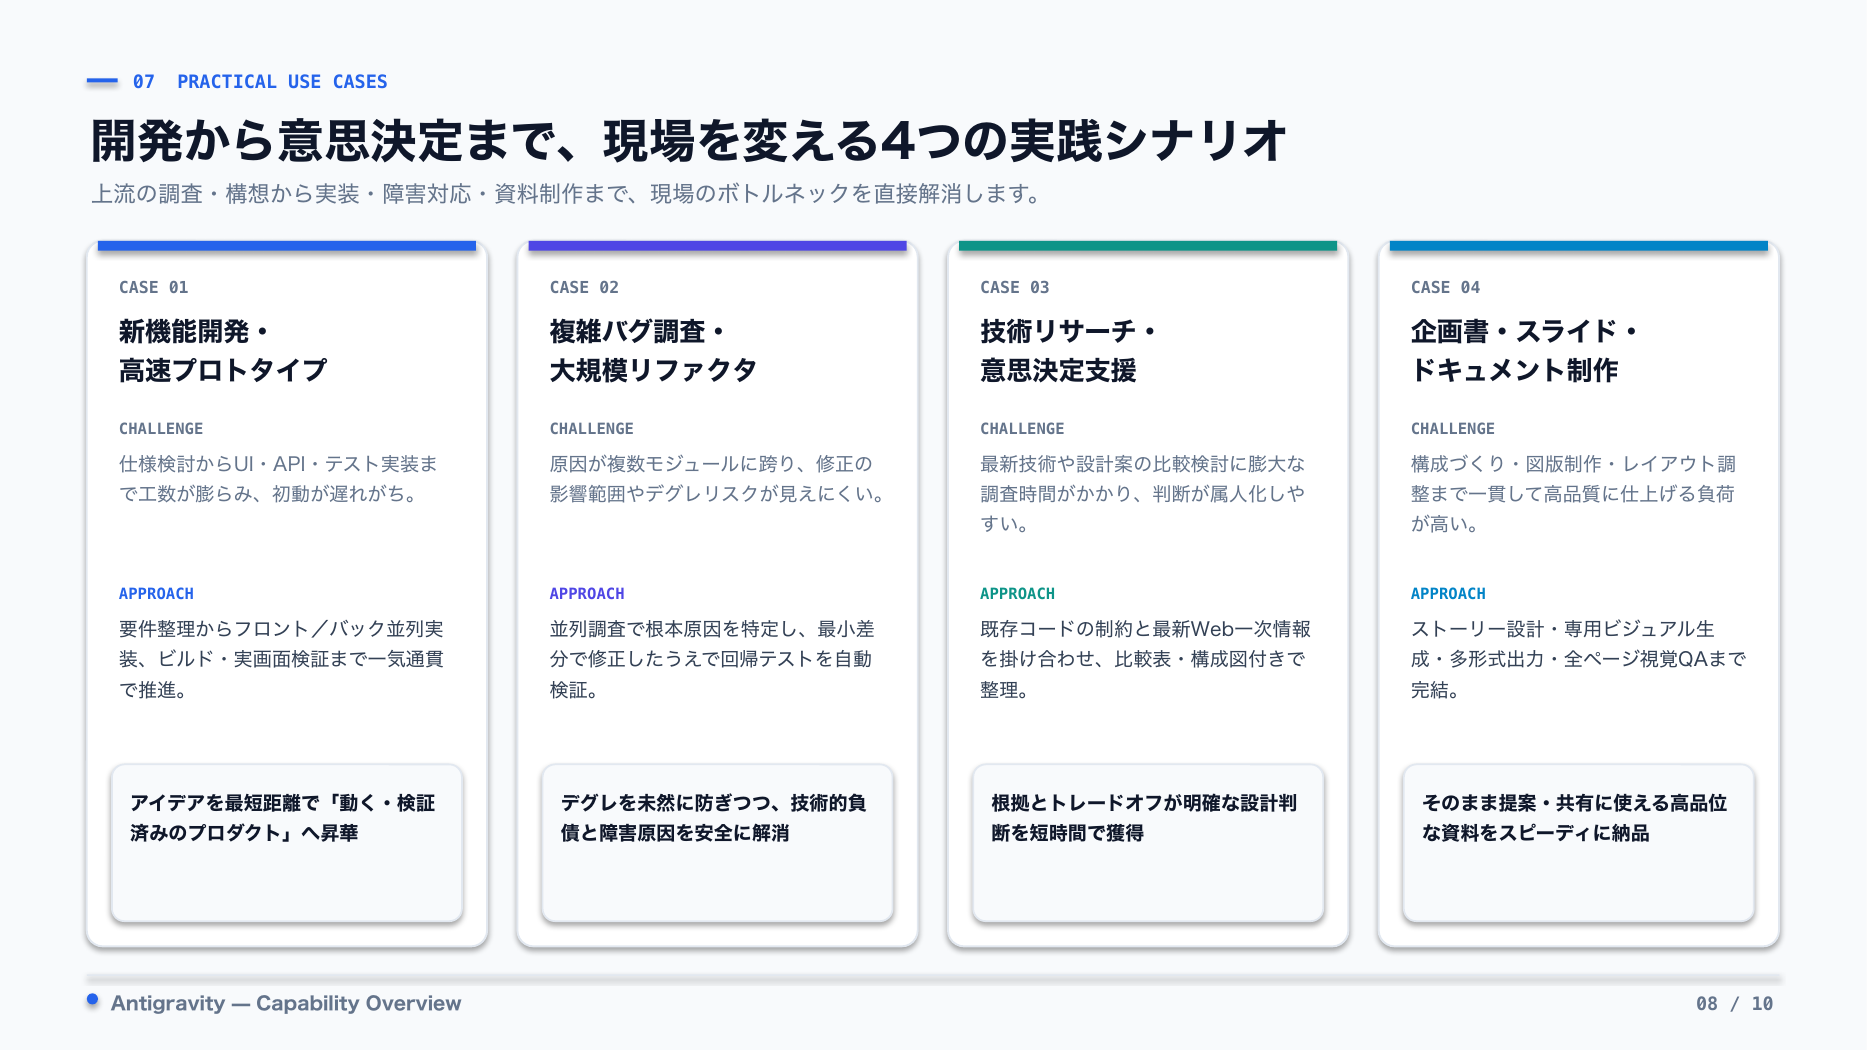 07 PRACTICAL USE CASES
開発から意思決定まで、現場を変える4つの実践シナリオ
上流の調査・構想から実装・障害対応・資料制作まで、現場のボトルネックを直接解消します。
CASE 01
新機能開発・
高速プロトタイプ
CHALLENGE
仕様検討からUI・API・テスト実装ま
で工数が膨らみ、初動が遅れがち。
APPROACH
要件整理からフロント／バック並列実
装、ビルド・実画面検証まで一気通貫
で推進。
アイデアを最短距離で「動く・検証
済みのプロダクト」へ昇華
CASE 02
複雑バグ調査・
大規模リファクタ
CHALLENGE
原因が複数モジュールに跨り、修正の
影響範囲やデグレリスクが見えにくい。
APPROACH
並列調査で根本原因を特定し、最小差
分で修正したうえで回帰テストを自動
検証。
デグレを未然に防ぎつつ、技術的負
債と障害原因を安全に解消
CASE 03
技術リサーチ・
意思決定支援
CHALLENGE
最新技術や設計案の比較検討に膨大な
調査時間がかかり、判断が属人化しや
すい。
APPROACH
既存コードの制約と最新Web一次情報
を掛け合わせ、比較表・構成図付きで
整理。
根拠とトレードオフが明確な設計判
断を短時間で獲得
CASE 04
企画書・スライド・
ドキュメント制作
CHALLENGE
構成づくり・図版制作・レイアウト調
整まで一貫して高品質に仕上げる負荷
が高い。
APPROACH
ストーリー設計・専用ビジュアル生
成・多形式出力・全ページ視覚QAまで
完結。
そのまま提案・共有に使える高品位
な資料をスピーディに納品
Antigravity — Capability Overview
08 / 10